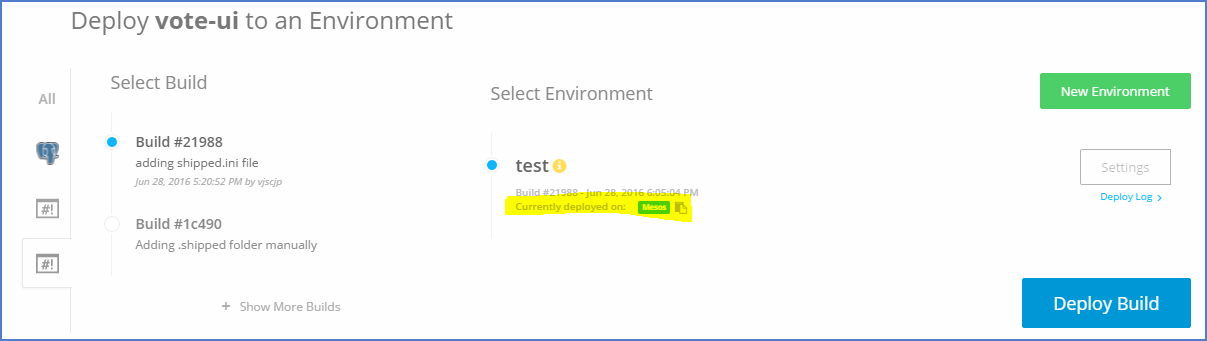 Deploy vote-ui to an Environment
All
Select Build
Build #21988
adding shipped.ini file
Jun 28, 2016 5:20:52 PM by vjscjp
Build #1c490
Adding .shipped folder manually
+ Show More Builds
Select Environment
test
Build #21988 - Jun 28, 2016 6:05:04 PM
Currently deployed on: Mesos
New Environment
Settings
Deploy Log >
Deploy Build
#!
#!